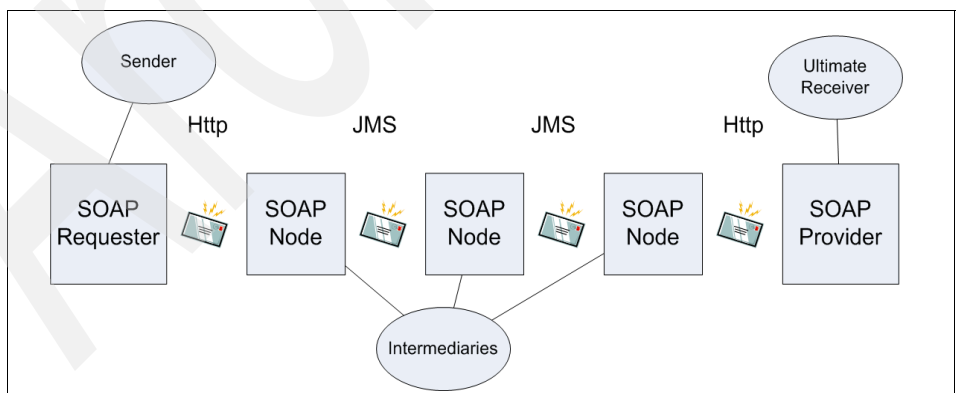 Sender
Ultimate
Receiver
Http
JMS
JMS
Http
SOAP
Requester
SOAP
Node
SOAP
Node
SOAP
Node
SOAP
Provider
Intermediaries